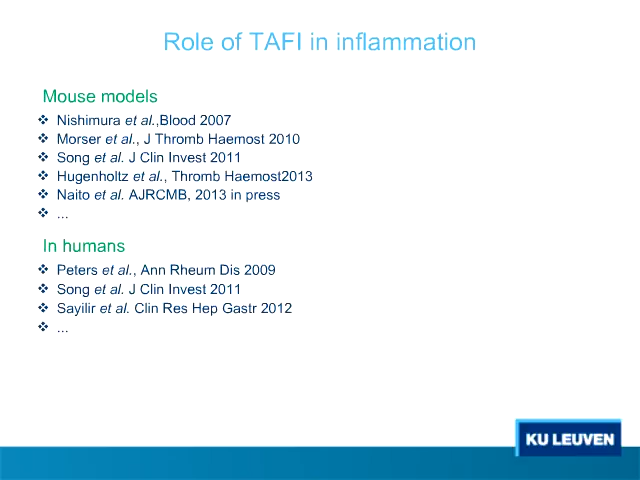 Role of TAFI in inflammation
Mouse models
❖ Nishimura et al.,Blood 2007
❖ Morser et al., J Thromb Haemost 2010
❖ Song et al. J Clin Invest 2011
❖ Hugenholtz et al., Thromb Haemost2013
❖ Naito et al. AJRCMB, 2013 in press
❖ ...
In humans
❖ Peters et al., Ann Rheum Dis 2009
❖ Song et al. J Clin Invest 2011
❖ Sayilir et al. Clin Res Hep Gastr 2012
❖ ...
KU LEUVEN